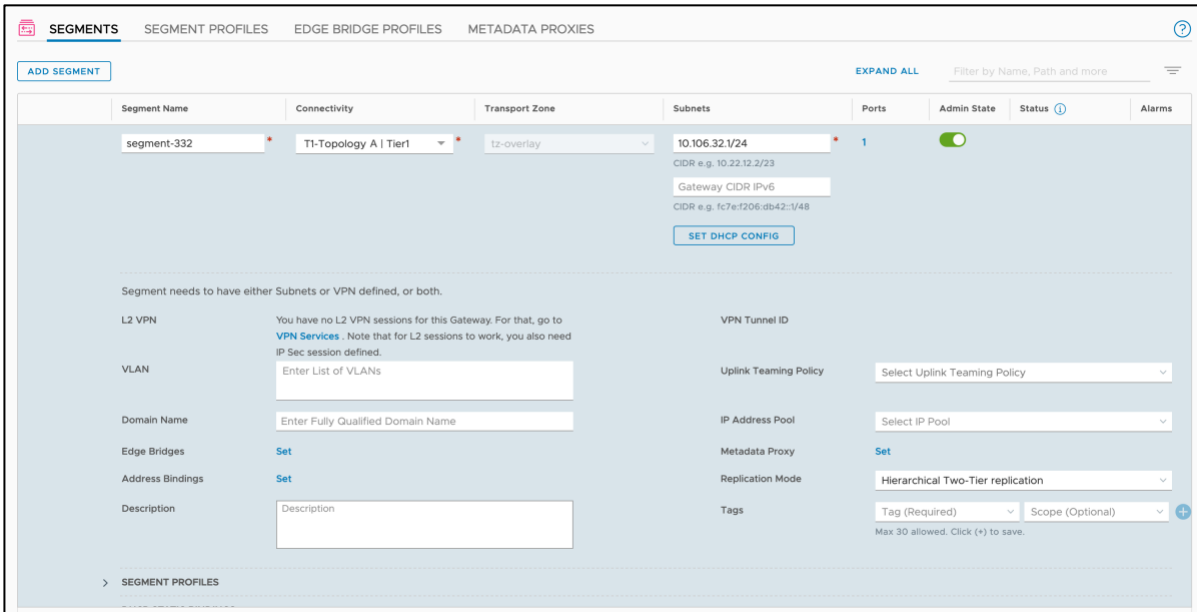 SEGMENTS SEGMENT PROFILES EDGE BRIDGE PROFILES METADATA PROXIES
ADD SEGMENT EXPAND ALL Filter by Name, Path and more
Segment Name Connectivity Transport Zone Subnets Ports Admin State Status Alarms
segment-332 * T1-Topology A | Tier1 * tz-overlay 10.106.32.1/24 * 1
CIDR e.g. 10.22.12.2/23
Gateway CIDR IPv6
CIDR e.g. fc7e:f206:db42::1/48
SET DHCP CONFIG
Segment needs to have either Subnets or VPN defined, or both.
L2 VPN You have no L2 VPN sessions for this Gateway. For that, go to VPN Tunnel ID
VPN Services . Note that for L2 sessions to work, you also need
IP Sec session defined.
VLAN Enter List of VLANs Uplink Teaming Policy Select Uplink Teaming Policy
Domain Name Enter Fully Qualified Domain Name IP Address Pool Select IP Pool
Edge Bridges Set Metadata Proxy Set
Address Bindings Set Replication Mode Hierarchical Two-Tier replication
Description Description Tags Tag (Required) Scope (Optional)
Max 30 allowed. Click (+) to save.
SEGMENT PROFILES